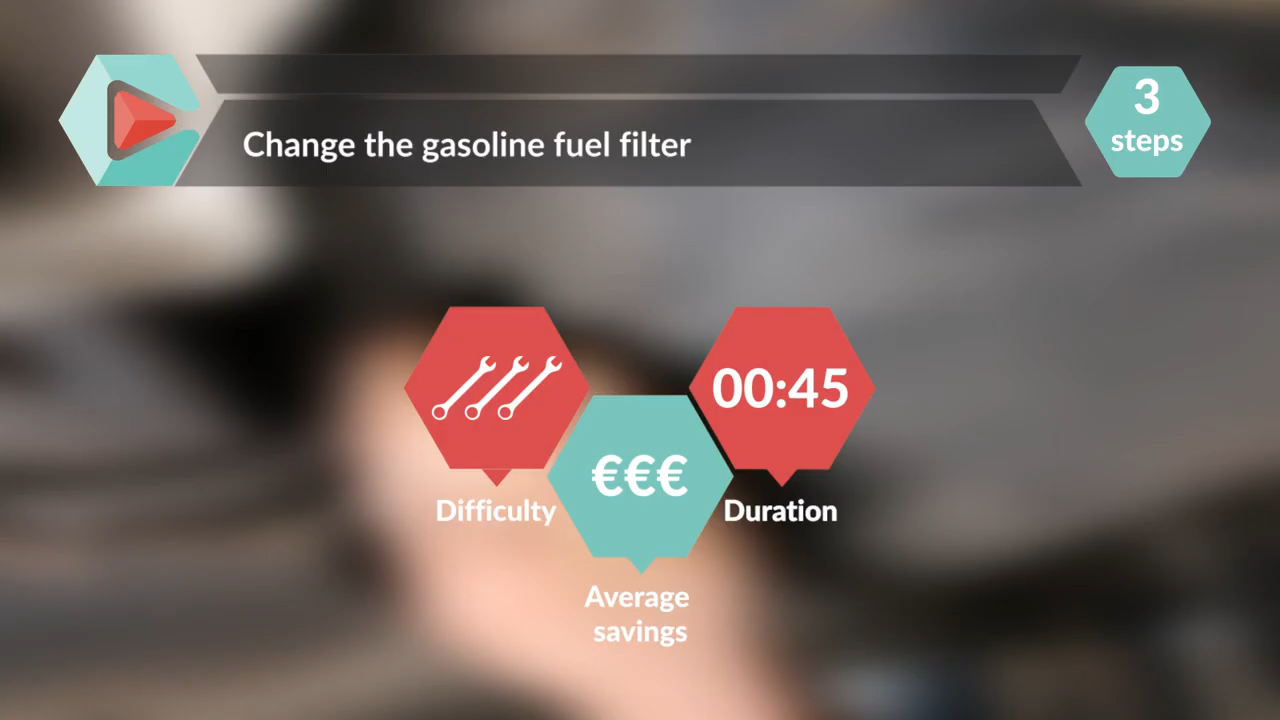 Change the gasoline fuel filter
3
steps
00:45
€€€
Difficulty
Duration
Average
savings